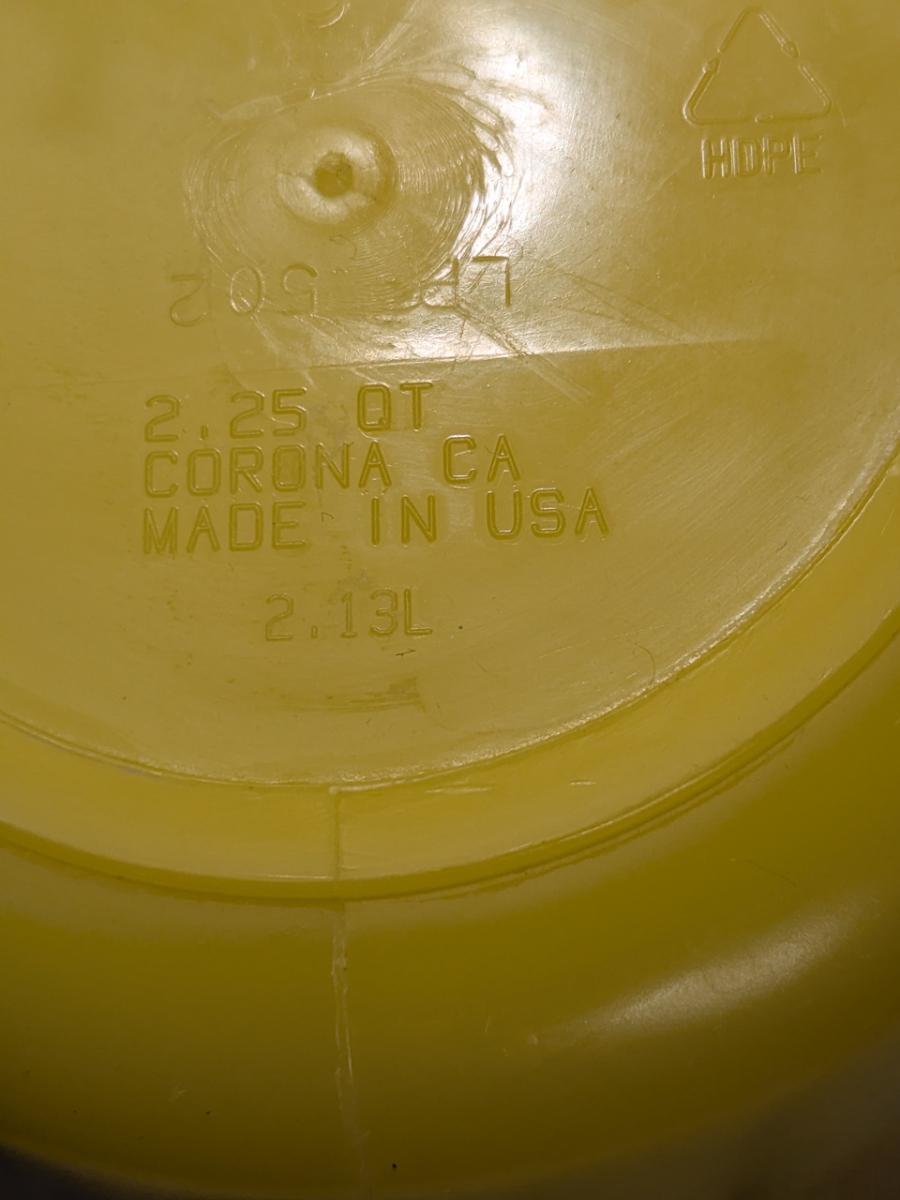 HDPE
2.25 QT
CORONA CA
MADE IN USA
2.13L